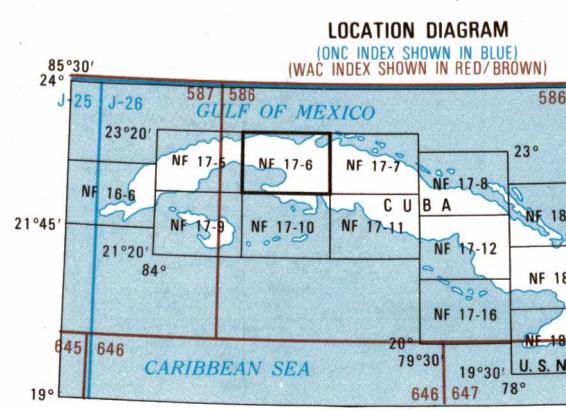 LOCATION DIAGRAM
(ONC INDEX SHOWN IN BLUE)
(WAC INDEX SHOWN IN RED/BROWN)
85°30'
24°
J-25 J-26
587 586
586
GULF OF MEXICO
23°20'
23°
NF 17-5 NF 17-6 NF 17-7
NF 17-8
NF 16-6
CUBA
NF 18
21°45'
NF 17-9 NF 17-10 NF 17-11
NF 17-12
21°20'
84°
NF 18
NF 17-16
20°
NF 18
645 646
79°30'
19°30'
U.S.N
CARIBBEAN SEA
19°
646 647
78°